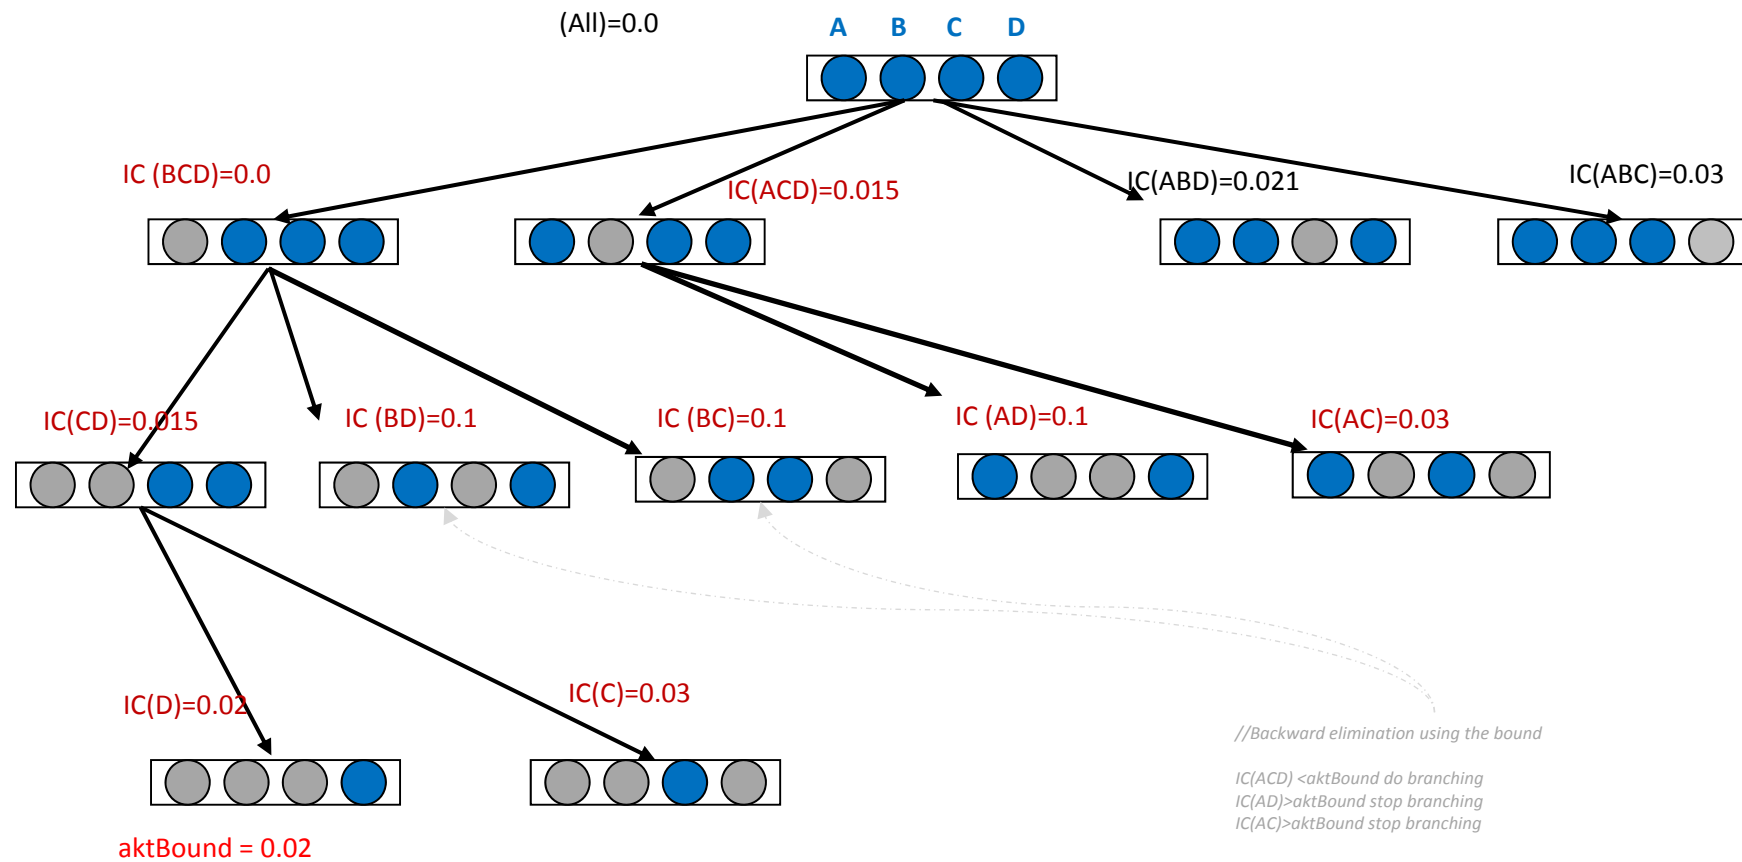 (All)=0.0
A B C D
IC (BCD)=0.0
IC(ACD)=0.015
IC(ABD)=0.021
IC(ABC)=0.03
IC(CD)=0.015
IC (BD)=0.1
IC (BC)=0.1
IC (AD)=0.1
IC(AC)=0.03
IC(D)=0.02
IC(C)=0.03
aktBound = 0.02
//Backward elimination using the bound
IC(ACD) <aktBound do branching
IC(AD)>aktBound stop branching
IC(AC)>aktBound stop branching